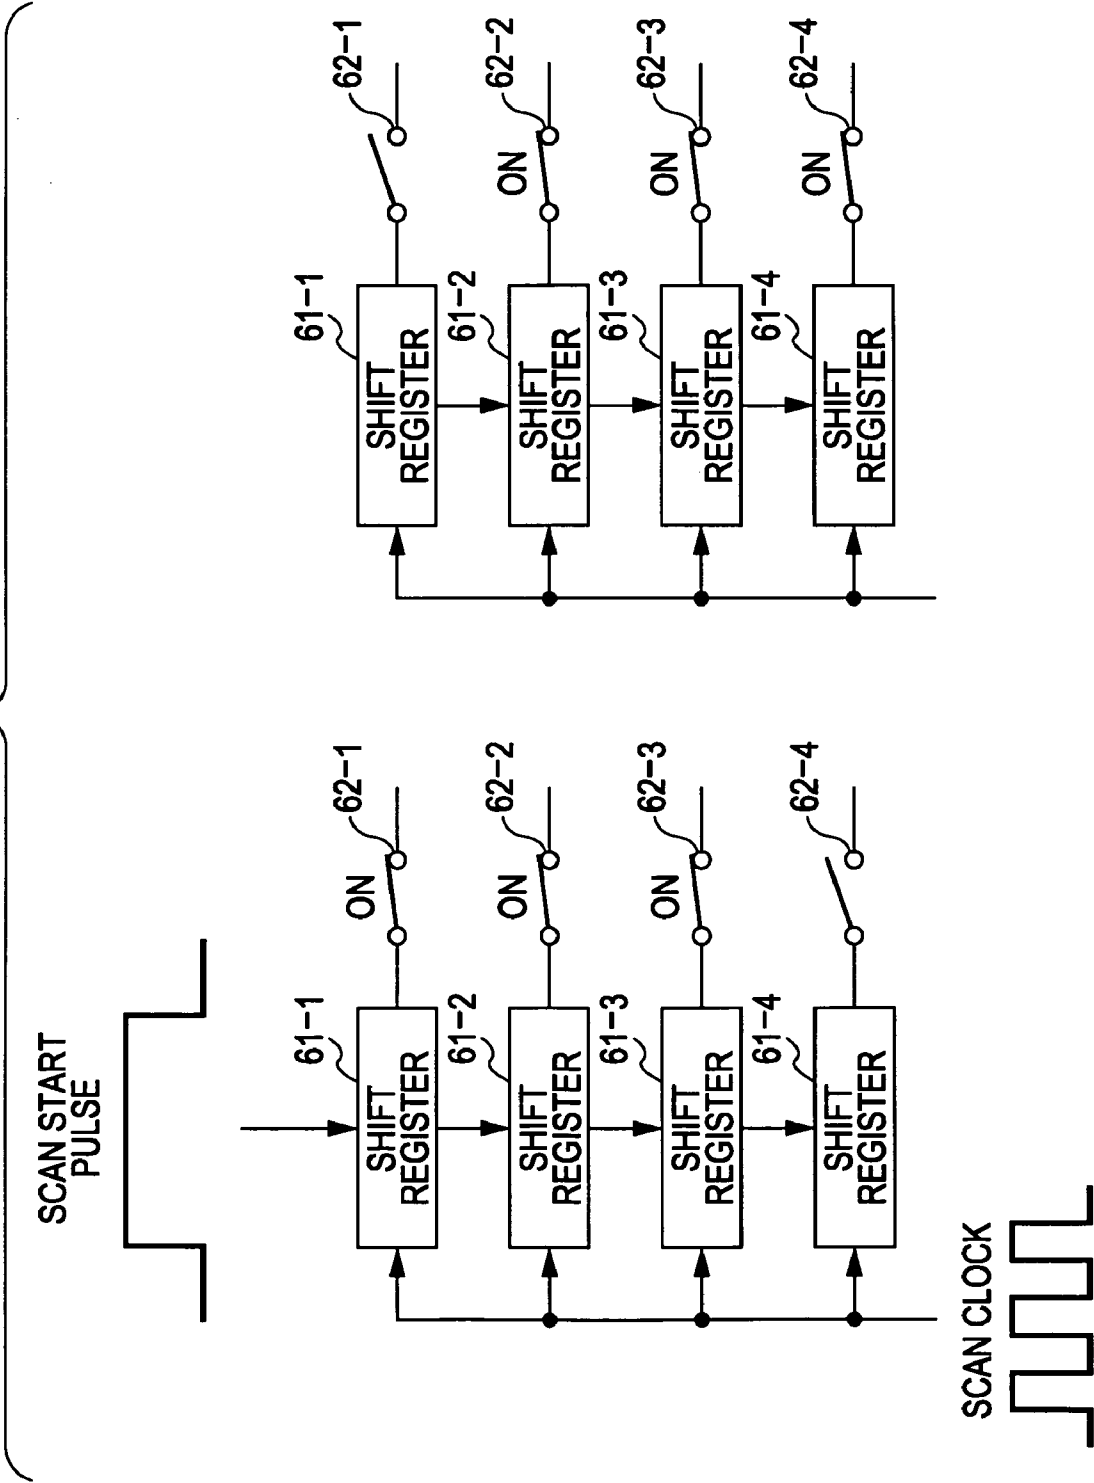 SCAN START
PULSE
61-1
SHIFT
REGISTER
ON
62-1
61-2
SHIFT
REGISTER
ON
62-2
61-3
SHIFT
REGISTER
ON
62-3
61-4
SHIFT
REGISTER
62-4
SCAN CLOCK
61-1
SHIFT
REGISTER
62-1
61-2
SHIFT
REGISTER
ON
62-2
61-3
SHIFT
REGISTER
ON
62-3
61-4
SHIFT
REGISTER
ON
62-4